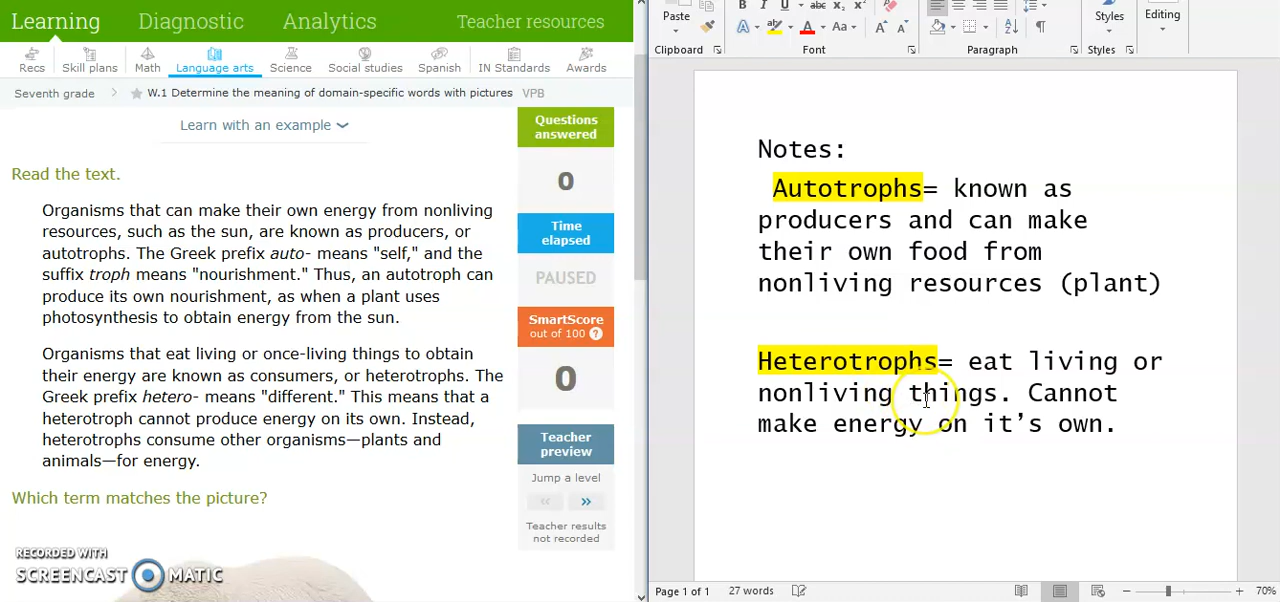 Learning Diagnostic Analytics Teacher resources
Recs Skill plans Math Language arts Science Social studies Spanish IN Standards Awards
Seventh grade > W.1 Determine the meaning of domain-specific words with pictures VPB
Learn with an example
Read the text.
Organisms that can make their own energy from nonliving
resources, such as the sun, are known as producers, or
autotrophs. The Greek prefix auto- means "self," and the
suffix troph means "nourishment." Thus, an autotroph can
produce its own nourishment, as when a plant uses
photosynthesis to obtain energy from the sun.
Organisms that eat living or once-living things to obtain
their energy are known as consumers, or heterotrophs. The
Greek prefix hetero- means "different." This means that a
heterotroph cannot produce energy on its own. Instead,
heterotrophs consume other organisms—plants and
animals—for energy.
Which term matches the picture?
RECORDED WITH
SCREENCAST MATIC
Questions
answered
0
Time
elapsed
PAUSED
SmartScore
out of 100 ?
0
Teacher
preview
Jump a level
<< >>
Teacher results
not recorded
Paste
B I U abc x₂ x²
A aby A Aa A A
Styles Editing
Clipboard Font Paragraph Styles
Notes:
Autotrophs= known as
producers and can make
their own food from
nonliving resources (plant)
Heterotrophs= eat living or
nonliving things. Cannot
make energy on it's own.
Page 1 of 1 27 words 70%